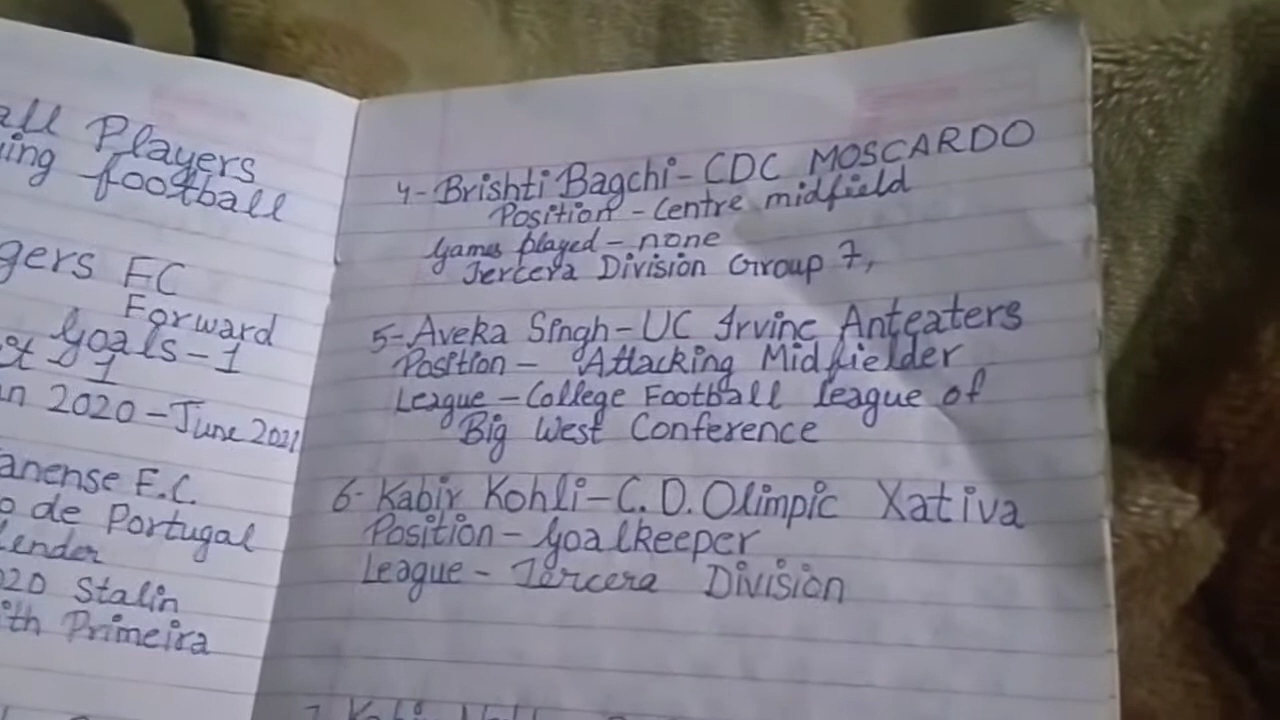 all Players
ing football
gers FC
Forward
Goals-1
1
n 2020-June 2021
anense F.C.
o de Portugal
ender
020 Stalin
ith Primeira
4- Brishti Bagchi- CDC MOSCARDO
Position - Centre midfield
Games played - none
Tercera Division Group 7,
5- Aveka Singh-UC Irvine Anteaters
Position - Attacking Midfielder
League - College Football league of
Big West Conference
6- Kabir Kohli-C.D.Olimpic Xativa
Position - Goalkeeper
League - Tercera Division